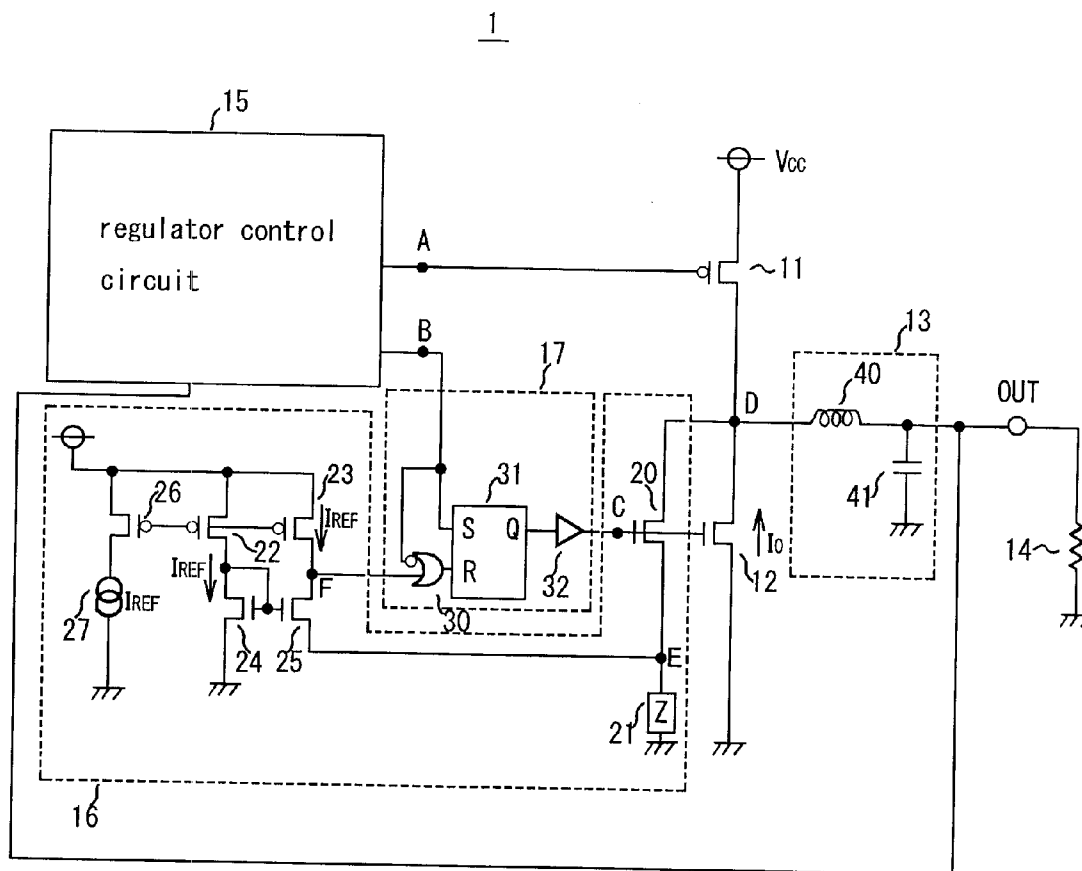 1
15
regulator control
circuit
A
B
Vcc
11
13
40
OUT
17
D
41
14
26
23
IREF
22
IREF
27
IREF
24
25
F
31
S
Q
R
30
32
C
20
12
Io
E
21
Z
16